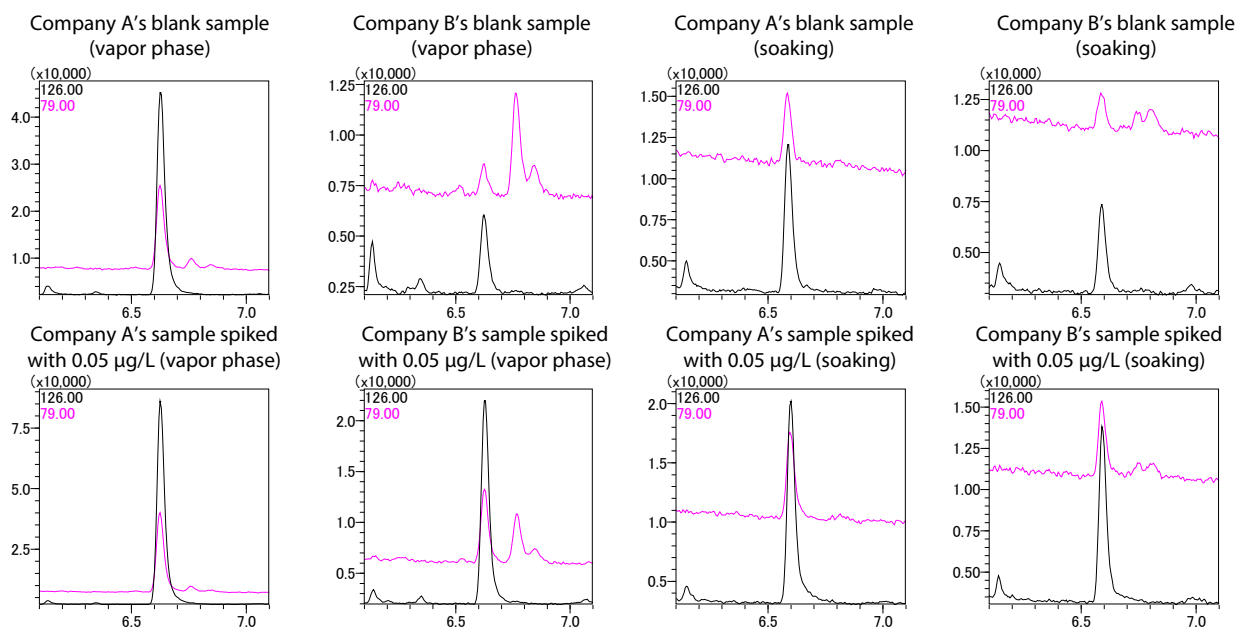 Company A’s blank sample
(vapor phase)
(x10,000)
126.00
79.00
4.0
3.0
2.0
1.0
6.5
7.0
Company B’s blank sample
(vapor phase)
(x10,000)
1.25
126.00
79.00
1.00
0.75
0.50
0.25
6.5
7.0
Company A’s blank sample
(soaking)
(x10,000)
126.00
1.50
79.00
1.25
1.00
0.75
0.50
6.5
7.0
Company B’s blank sample
(soaking)
(x10,000)
126.00
1.25
79.00
1.00
0.75
0.50
6.5
7.0
Company A’s sample spiked
with 0.05 µg/L (vapor phase)
(x10,000)
126.00
79.00
7.5
5.0
2.5
6.5
7.0
Company B’s sample spiked
with 0.05 µg/L (vapor phase)
(x10,000)
126.00
79.00
2.0
1.5
1.0
0.5
6.5
7.0
Company A’s sample spiked
with 0.05 µg/L (soaking)
(x10,000)
126.00
2.0
79.00
1.5
1.0
0.5
6.5
7.0
Company B’s sample spiked
with 0.05 µg/L (soaking)
(x10,000)
126.00
1.50
79.00
1.25
1.00
0.75
0.50
6.5
7.0